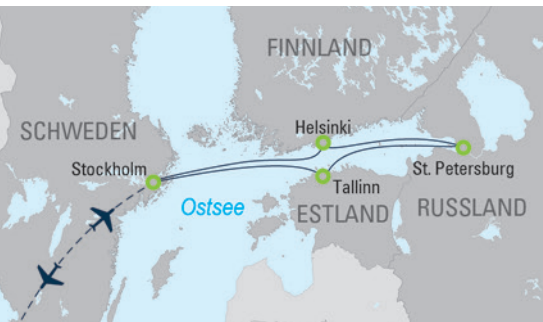 FINNLAND
SCHWEDEN
Helsinki
Stockholm
St. Petersburg
Tallinn
Ostsee
ESTLAND
RUSSLAND